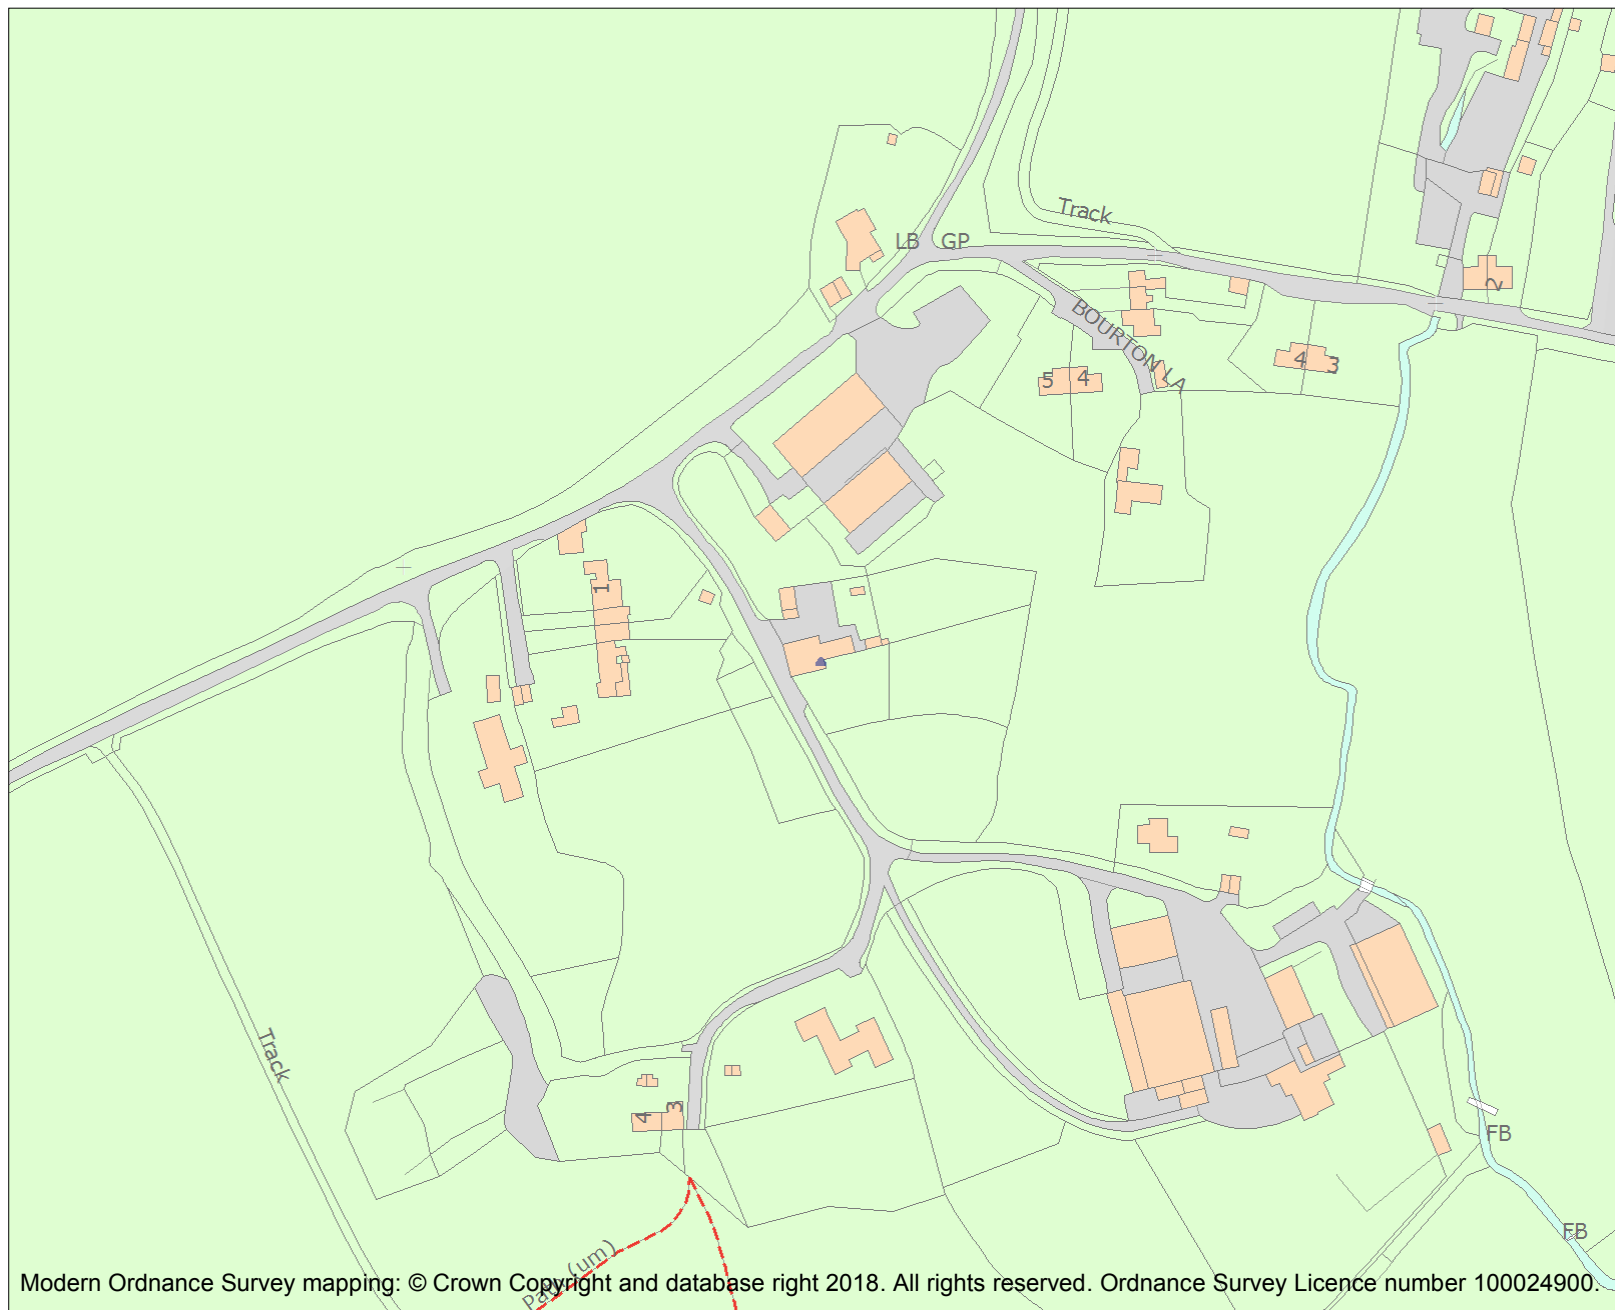 Track
LB GP
2
BOURTON LA
4 3
5 4
1
Track
3
4
FB
FB
Path (um)
Modern Ordnance Survey mapping: © Crown Copyright and database right 2018. All rights reserved. Ordnance Survey Licence number 100024900.